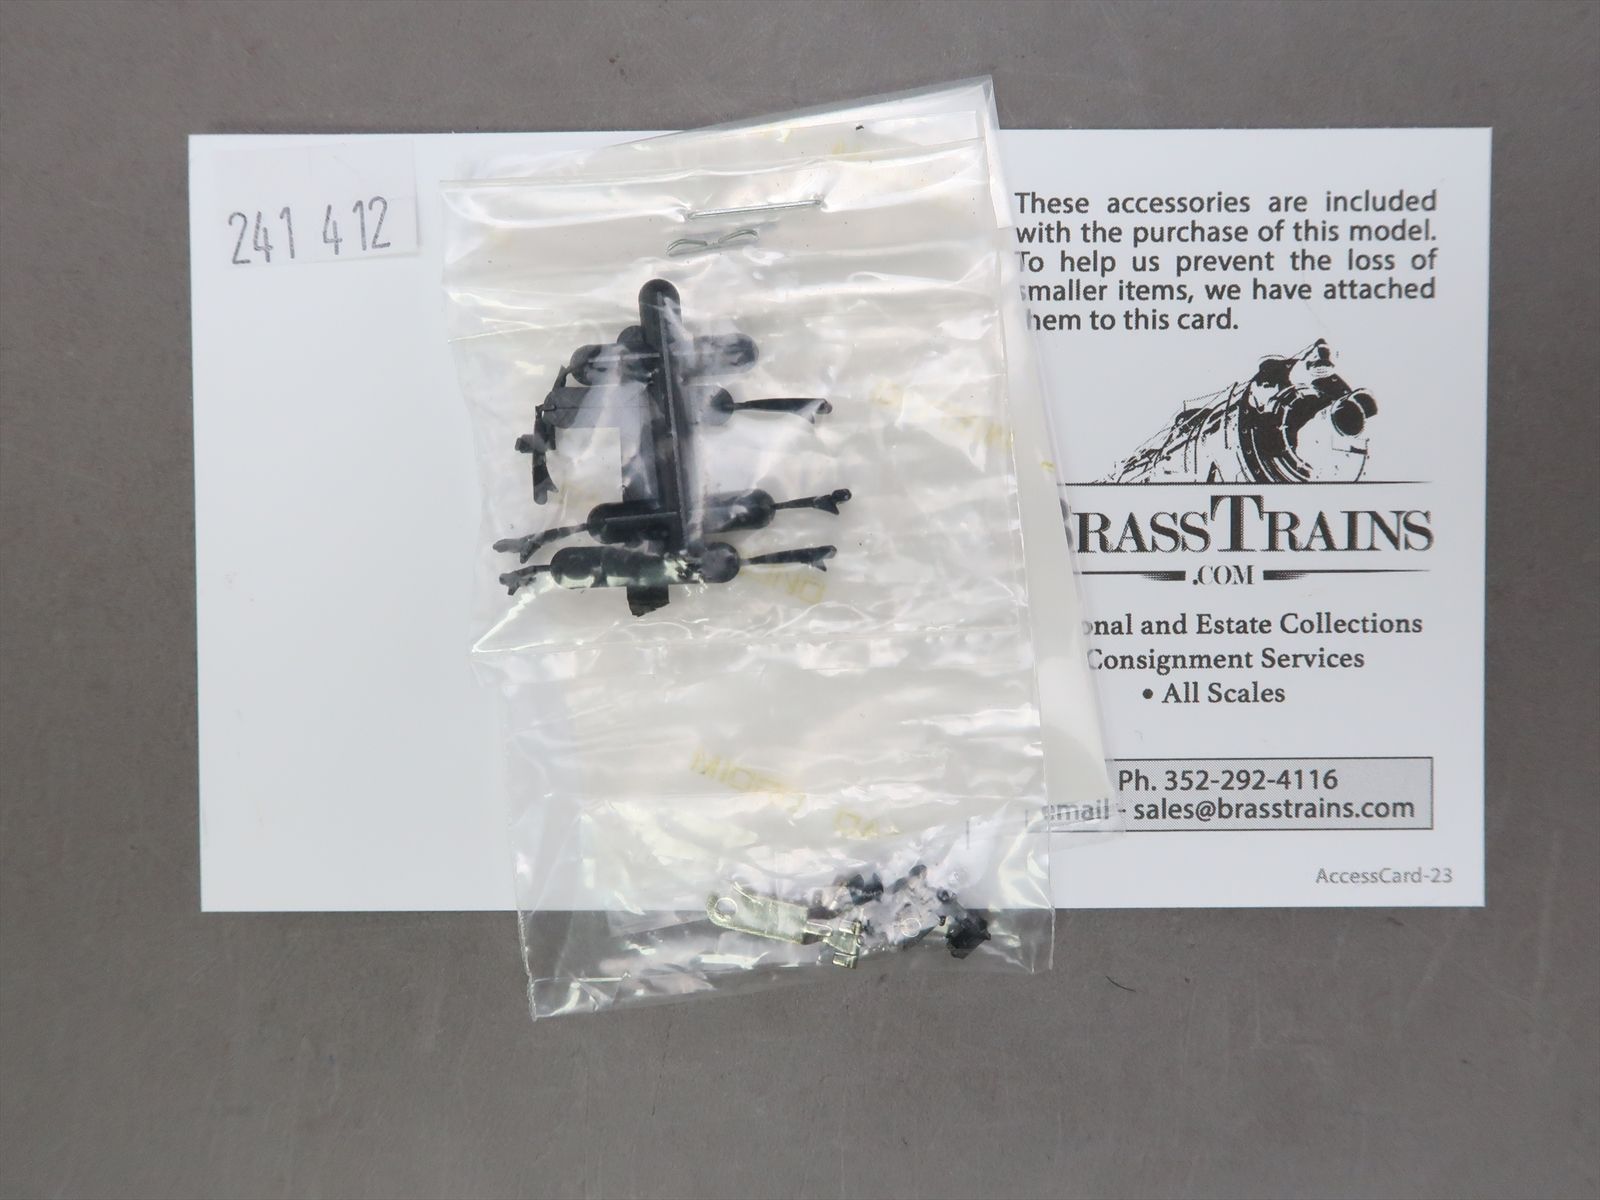 241 412
These accessories are included
with the purchase of this model.
To help us prevent the loss of
smaller items, we have attached
them to this card.
BRASSTRAINS
.COM
and Estate Collections
Consignment Services
• All Scales
Ph. 352-292-4116
email - sales@brasstrains.com
AccessCard-23